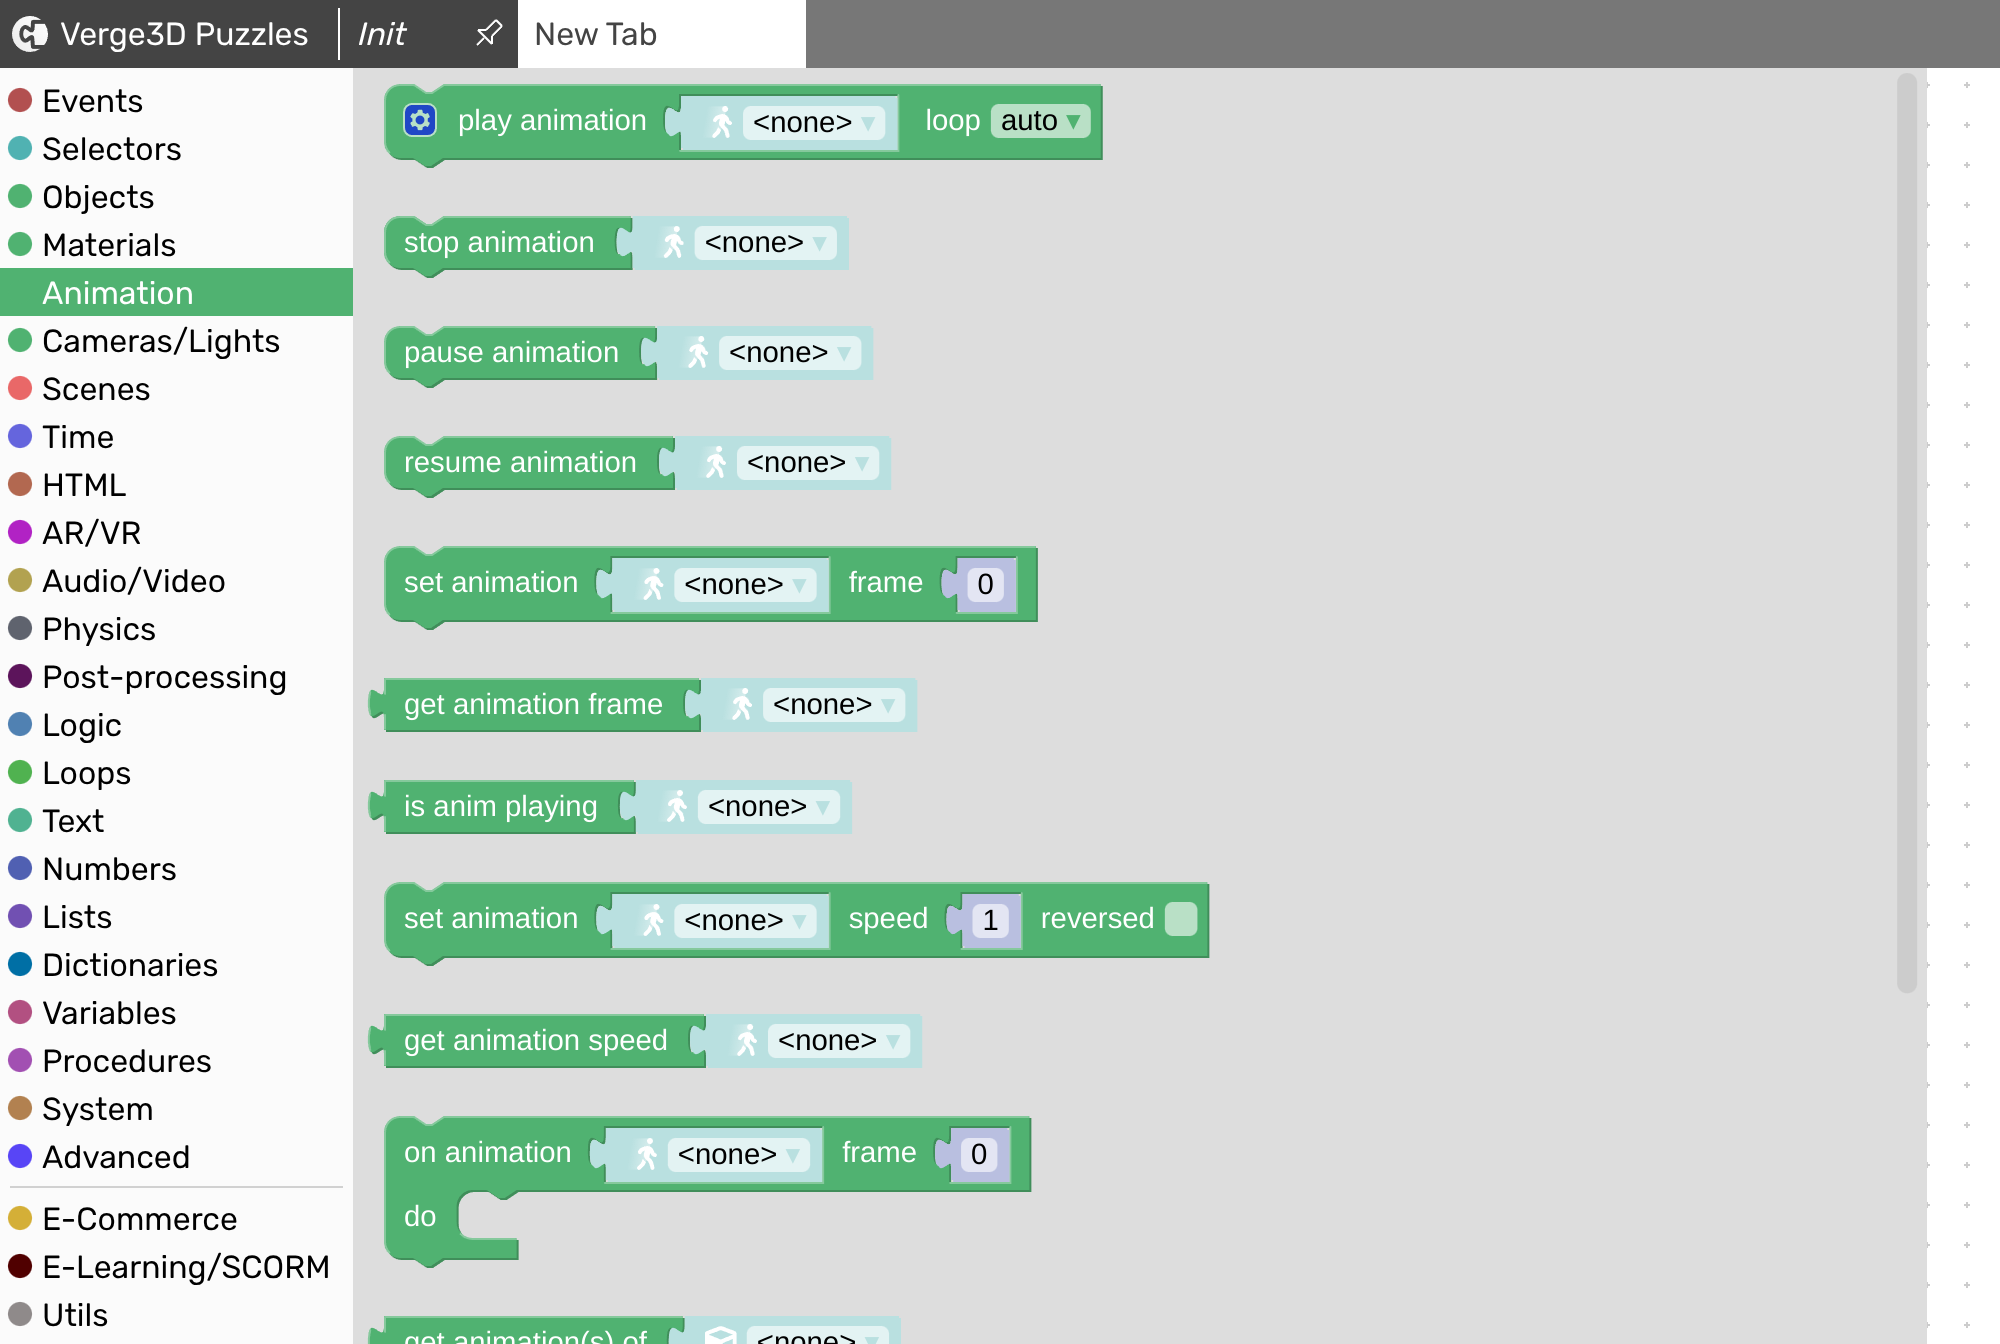 Verge3D Puzzles
Init
New Tab
Events
Selectors
Objects
Materials
Animation
Cameras/Lights
Scenes
Time
HTML
AR/VR
Audio/Video
Physics
Post-processing
Logic
Loops
Text
Numbers
Lists
Dictionaries
Variables
Procedures
System
Advanced
E-Commerce
E-Learning/SCORM
Utils
play animation <none> loop auto
stop animation <none>
pause animation <none>
resume animation <none>
set animation <none> frame 0
get animation frame <none>
is anim playing <none>
set animation <none> speed 1 reversed
get animation speed <none>
on animation <none> frame 0
do
get animation(s) of <none>